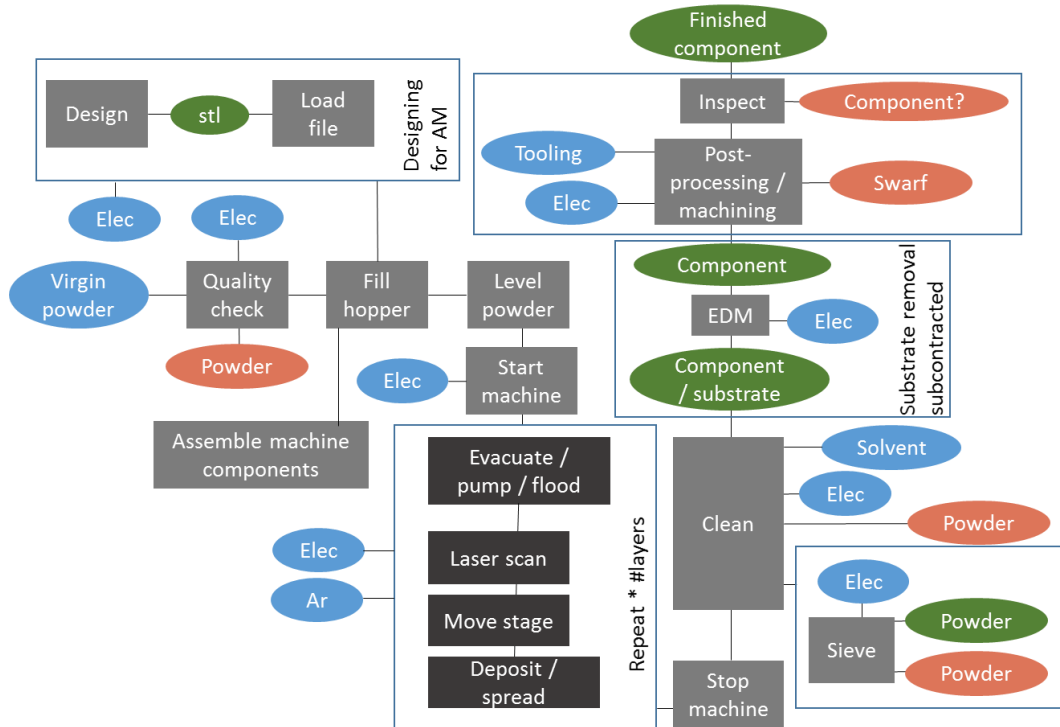 Design
stl
Load
file
Designing
for AM
Elec
Elec
Virgin
powder
Quality
check
Fill
hopper
Level
powder
Powder
Elec
Start
machine
Assemble machine
components
Evacuate /
pump / flood
Laser scan
Move stage
Deposit /
spread
Elec
Ar
Repeat * #layers
Finished
component
Inspect
Component?
Tooling
Elec
Post-
processing /
machining
Swarf
Component
EDM
Elec
Component
/ substrate
Substrate removal
subcontracted
Clean
Solvent
Elec
Powder
Elec
Sieve
Powder
Powder
Stop
machine